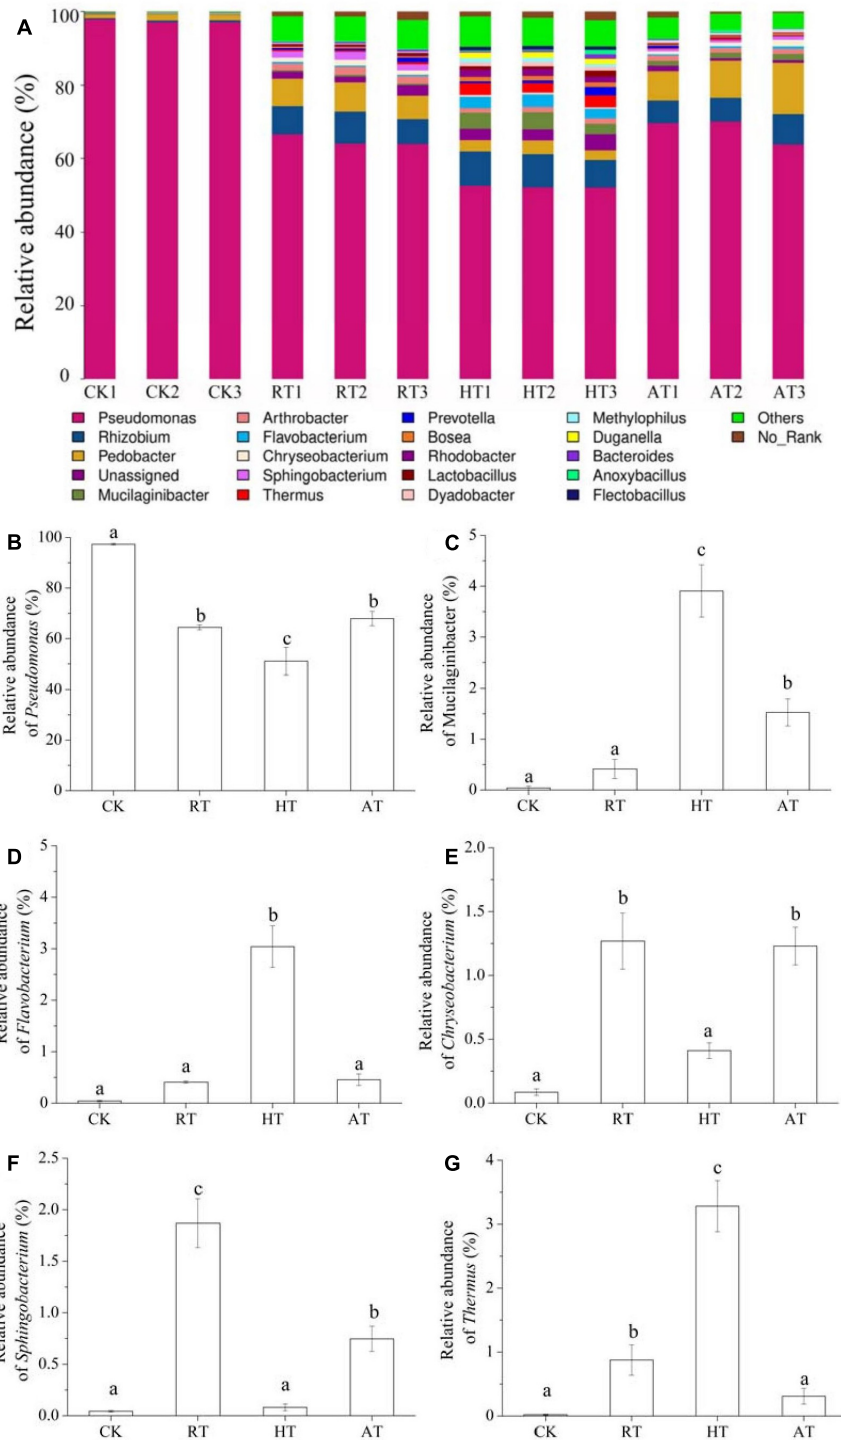 A
Relative abundance (%)
100
80
60
40
20
0
CK1 CK2 CK3 RT1 RT2 RT3 HT1 HT2 HT3 AT1 AT2 AT3
Pseudomonas Arthrobacter Prevotella Methylophilus Others
Rhizobium Flavobacterium Bosea Duganella No_Rank
Pedobacter Chryseobacterium Rhodobacter Bacteroides
Unassigned Sphingobacterium Lactobacillus Anoxybacillus
Mucilaginibacter Thermus Dyadobacter Flectobacillus
B
Relative abundance
of Pseudomonas (%)
100
80
60
40
20
0
a
b
c
b
CK RT HT AT
C
Relative abundance
of Mucilaginibacter (%)
5
4
3
2
1
0
a
a
c
b
CK RT HT AT
D
Relative abundance
of Flavobacterium (%)
5
4
3
2
1
0
a
a
b
a
CK RT HT AT
E
Relative abundance
of Chryseobacterium (%)
2.0
1.5
1.0
0.5
0.0
a
b
a
b
CK RT HT AT
F
Relative abundance
of Sphingobacterium (%)
2.5
2.0
1.5
1.0
0.5
0.0
a
c
a
b
CK RT HT AT
G
Relative abundance
of Thermus (%)
4
3
2
1
0
a
b
c
a
CK RT HT AT